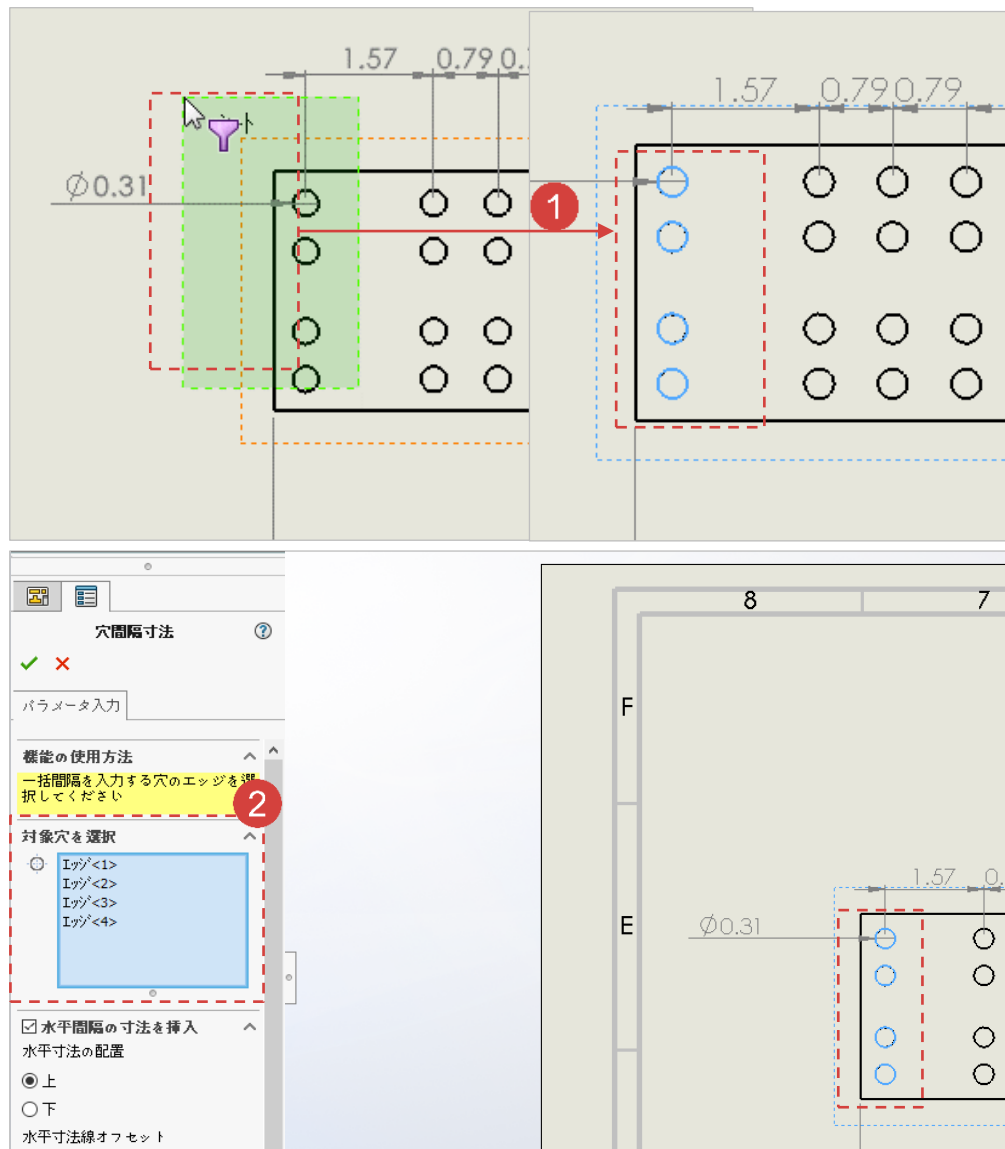 1.57
0.79
0.
ト
Ø0.31
1
1.57
0.79
0.79
穴間隔寸法
?
パラメータ入力
機能の使用方法
一括間隔を入力する穴のエッジを選
択してください
2
対象穴を選択
ｴｯｼﾞ<1>
ｴｯｼﾞ<2>
ｴｯｼﾞ<3>
ｴｯｼﾞ<4>
水平間隔の寸法を挿入
水平寸法の配置
上
下
水平寸法線オフセット
8
7
F
E
1.57
0.
Ø0.31